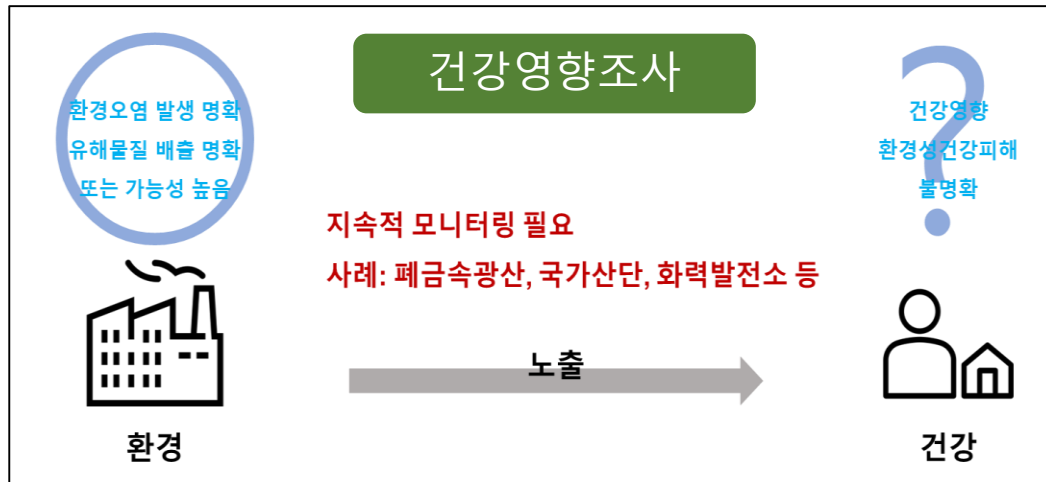 건강영향조사
환경오염 발생 명확
유해물질 배출 명확
또는 가능성 높음
건강영향
환경성건강피해
불명확
지속적 모니터링 필요
사례: 폐금속광산, 국가산단, 화력발전소 등
노출
환경
건강
?